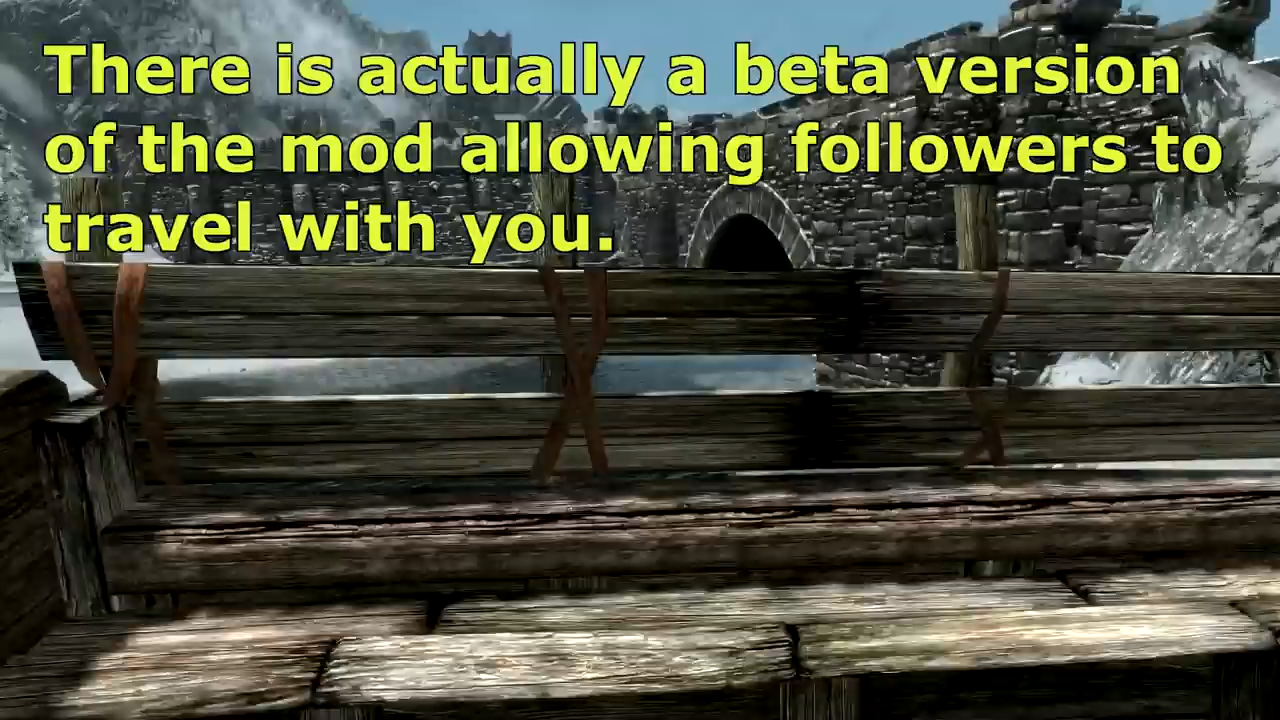 There is actually a beta version
of the mod allowing followers to
travel with you.